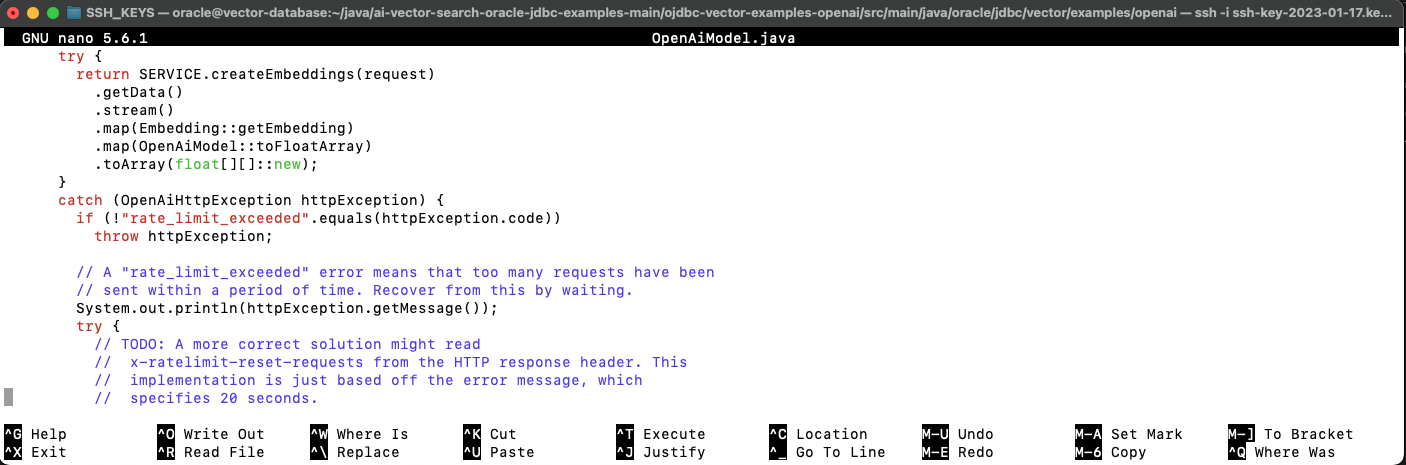 SSH_KEYS — oracle@vector-database:~/java/ai-vector-search-oracle-jdbc-examples-main/ojdbc-vector-examples-openai/src/main/java/oracle/jdbc/vector/examples/openai — ssh -i ssh-key-2023-01-17.ke...
GNU nano 5.6.1 OpenAiModel.java
try {
return SERVICE.createEmbeddings(request)
.getData()
.stream()
.map(Embedding::getEmbedding)
.map(OpenAiModel::toFloatArray)
.toArray(float[][]::new);
}
catch (OpenAiHttpException httpException) {
if (!"rate_limit_exceeded".equals(httpException.code))
throw httpException;
// A "rate_limit_exceeded" error means that too many requests have been
// sent within a period of time. Recover from this by waiting.
System.out.println(httpException.getMessage());
try {
// TODO: A more correct solution might read
//  x-ratelimit-reset-requests from the HTTP response header. This
//  implementation is just based off the error message, which
//  specifies 20 seconds.
^G Help ^O Write Out ^W Where Is ^K Cut ^T Execute ^C Location M-U Undo M-A Set Mark M-] To Bracket
^X Exit ^R Read File ^\ Replace ^U Paste ^J Justify ^_ Go To Line M-E Redo M-6 Copy ^Q Where Was